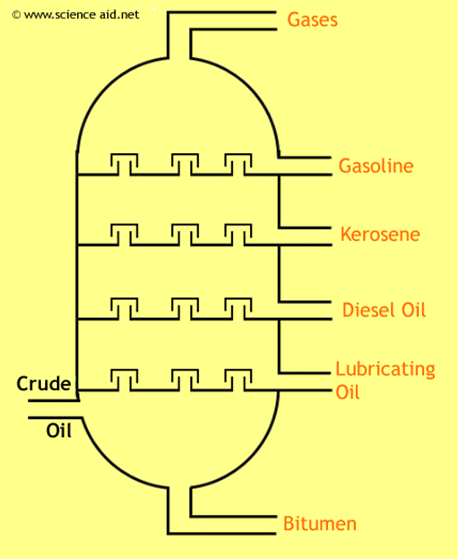 © www.science aid.net
Gases
Gasoline
Kerosene
Diesel Oil
Lubricating
Oil
Crude
Oil
Bitumen